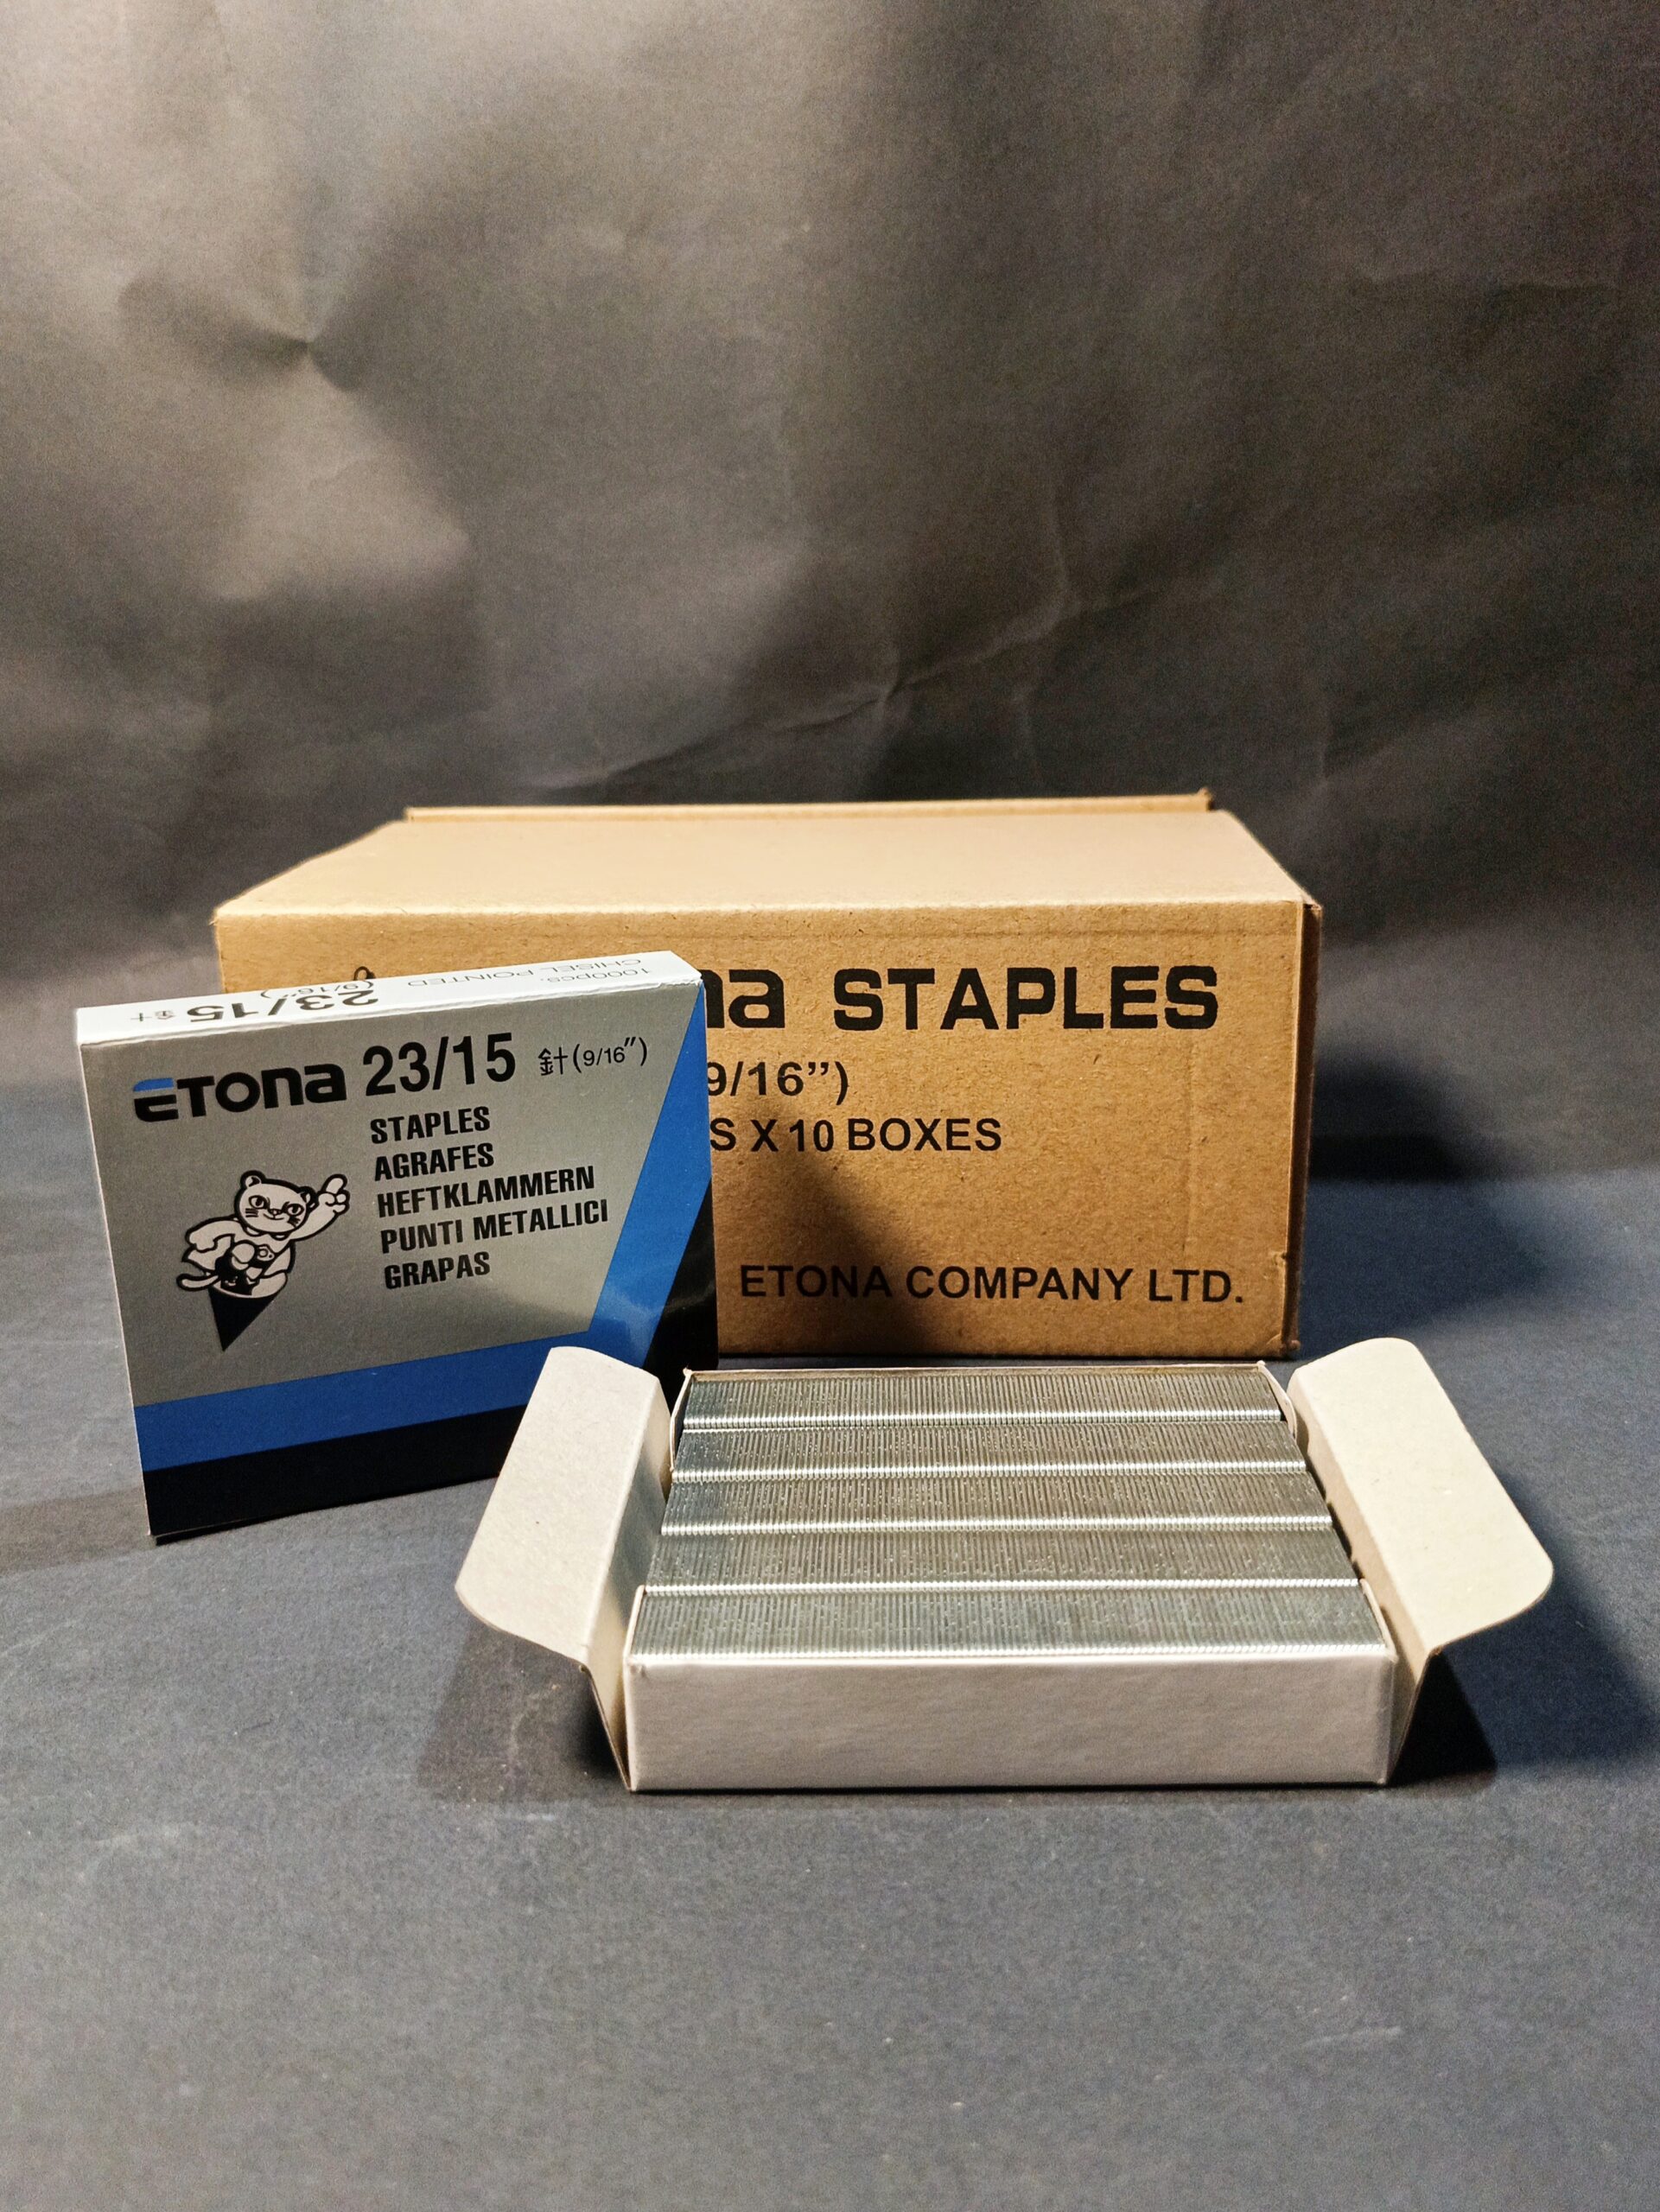 1000pcs.
CHISEL POINTED
23/15 針 (9/16")
ETONA 23/15 針 (9/16")
STAPLES
AGRAFES
HEFTKLAMMERN
PUNTI METALLICI
GRAPAS
STAPLES
9/16”)
S X 10 BOXES
ETONA COMPANY LTD.